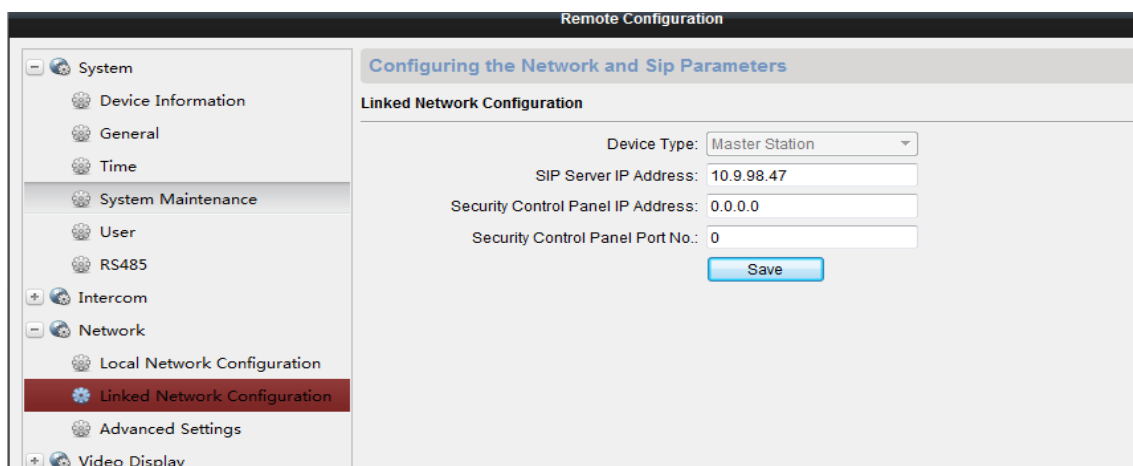 Remote Configuration
System
Device Information
General
Time
System Maintenance
User
RS485
Intercom
Network
Local Network Configuration
Linked Network Configuration
Advanced Settings
Video Display
Configuring the Network and Sip Parameters
Linked Network Configuration
Device Type: Master Station
SIP Server IP Address: 10.9.98.47
Security Control Panel IP Address: 0.0.0.0
Security Control Panel Port No.: 0
Save